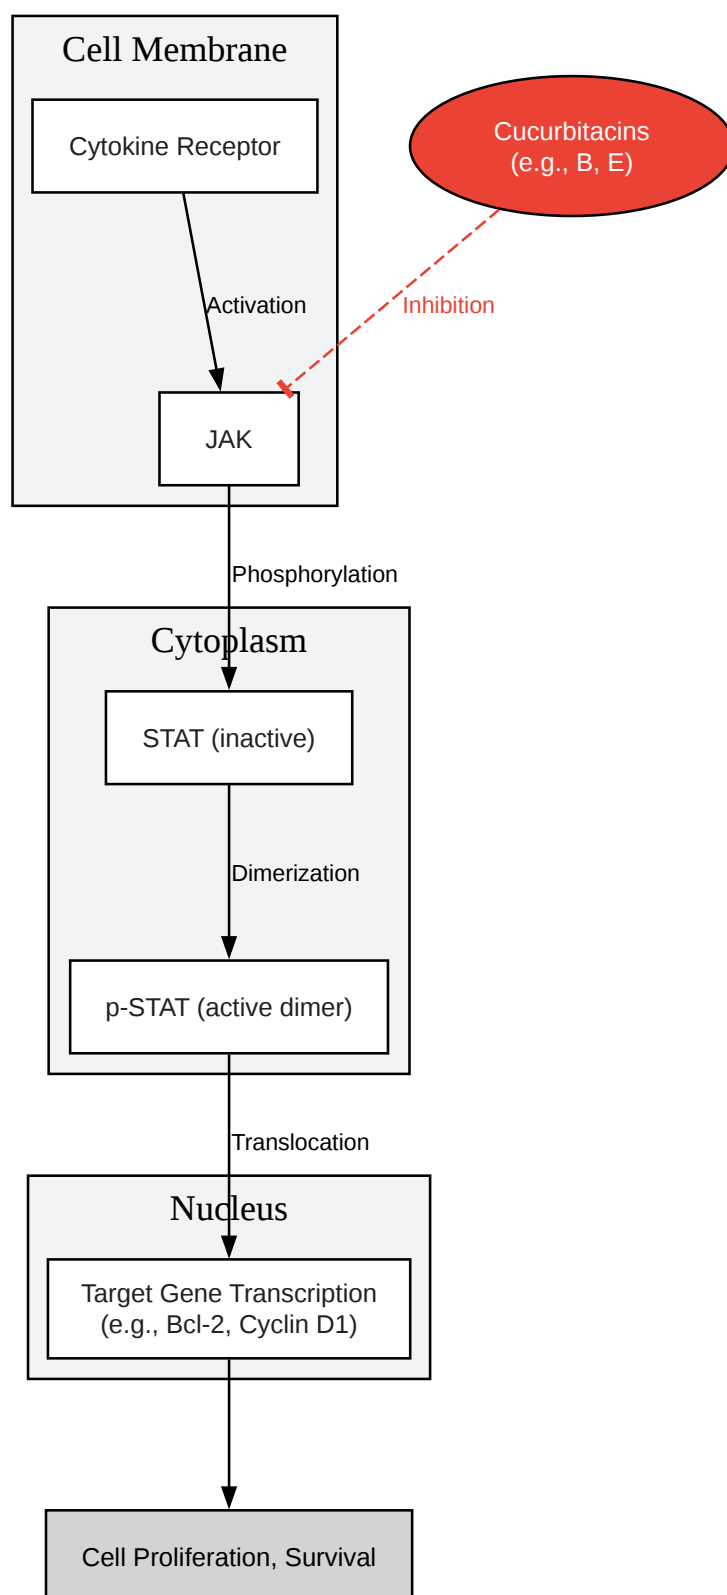 Cell Membrane
Cytokine Receptor
Cucurbitacins
(e.g., B, E)
Activation
Inhibition
JAK
Phosphorylation
Cytoplasm
STAT (inactive)
Dimerization
p-STAT (active dimer)
Translocation
Nucleus
Target Gene Transcription
(e.g., Bcl-2, Cyclin D1)
Cell Proliferation, Survival